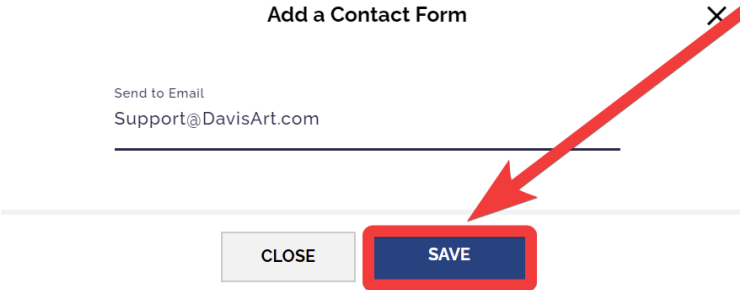 Add a Contact Form
Send to Email
Support@DavisArt.com
CLOSE
SAVE